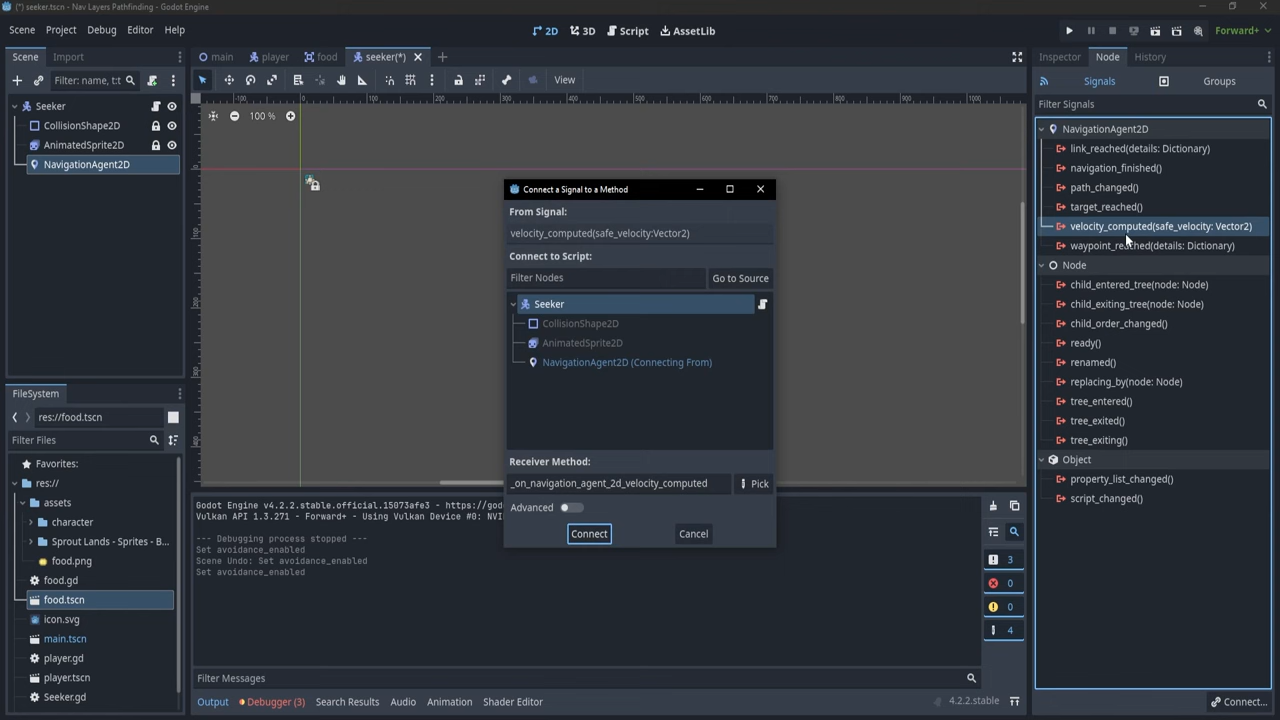 (*) seeker.tscn - Nav Layers Pathfinding - Godot Engine
Scene Project Debug Editor Help
2D 3D Script AssetLib
Forward+
Scene Import
main player food seeker(*)
Inspector Node History
Filter: name, t:t
View
Signals Groups
Filter Signals
Seeker
CollisionShape2D
AnimatedSprite2D
NavigationAgent2D
100 %
NavigationAgent2D
link_reached(details: Dictionary)
navigation_finished()
path_changed()
target_reached()
velocity_computed(safe_velocity: Vector2)
waypoint_reached(details: Dictionary)
Node
child_entered_tree(node: Node)
child_exiting_tree(node: Node)
child_order_changed()
ready()
renamed()
replacing_by(node: Node)
tree_entered()
tree_exited()
tree_exiting()
Object
property_list_changed()
script_changed()
Connect...
Connect a Signal to a Method
From Signal:
velocity_computed(safe_velocity:Vector2)
Connect to Script:
Filter Nodes
Go to Source
Seeker
CollisionShape2D
AnimatedSprite2D
NavigationAgent2D (Connecting From)
Receiver Method:
_on_navigation_agent_2d_velocity_computed
Pick
Advanced
Connect Cancel
FileSystem
res://food.tscn
Filter Files
Favorites:
res://
assets
character
Sprout Lands - Sprites - B...
food.png
food.gd
food.tscn
icon.svg
main.tscn
player.gd
player.tscn
Seeker.gd
Godot Engine v4.2.2.stable.official.15073afe3 - https://god
Vulkan API 1.3.271 - Forward+ - Using Vulkan Device #0: NVI
--- Debugging process stopped ---
Set avoidance_enabled
Scene Undo: Set avoidance_enabled
Set avoidance_enabled
3
0
0
4
Filter Messages
Output Debugger (3) Search Results Audio Animation Shader Editor
4.2.2.stable